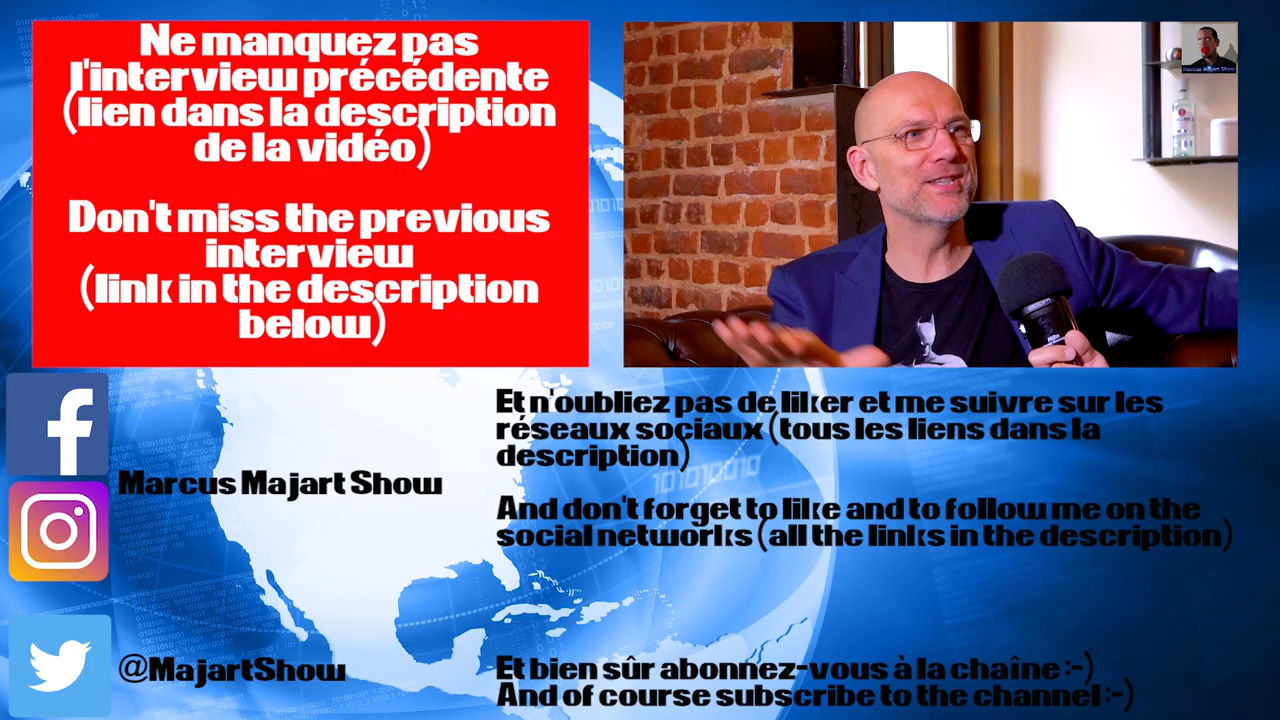 Ne manquez pas
l'interview précédente
(lien dans la description
de la vidéo)
Don't miss the previous
interview
(link in the description
below)
Marcus Majart Show
Marcus Majart Show
@MajartShow
Et n'oubliez pas de liker et me suivre sur les
réseaux sociaux (tous les liens dans la
description)
And don't forget to like and to follow me on the
social networks (all the links in the description)
Et bien sûr abonnez-vous à la chaîne :-)
And of course subscribe to the channel :-)